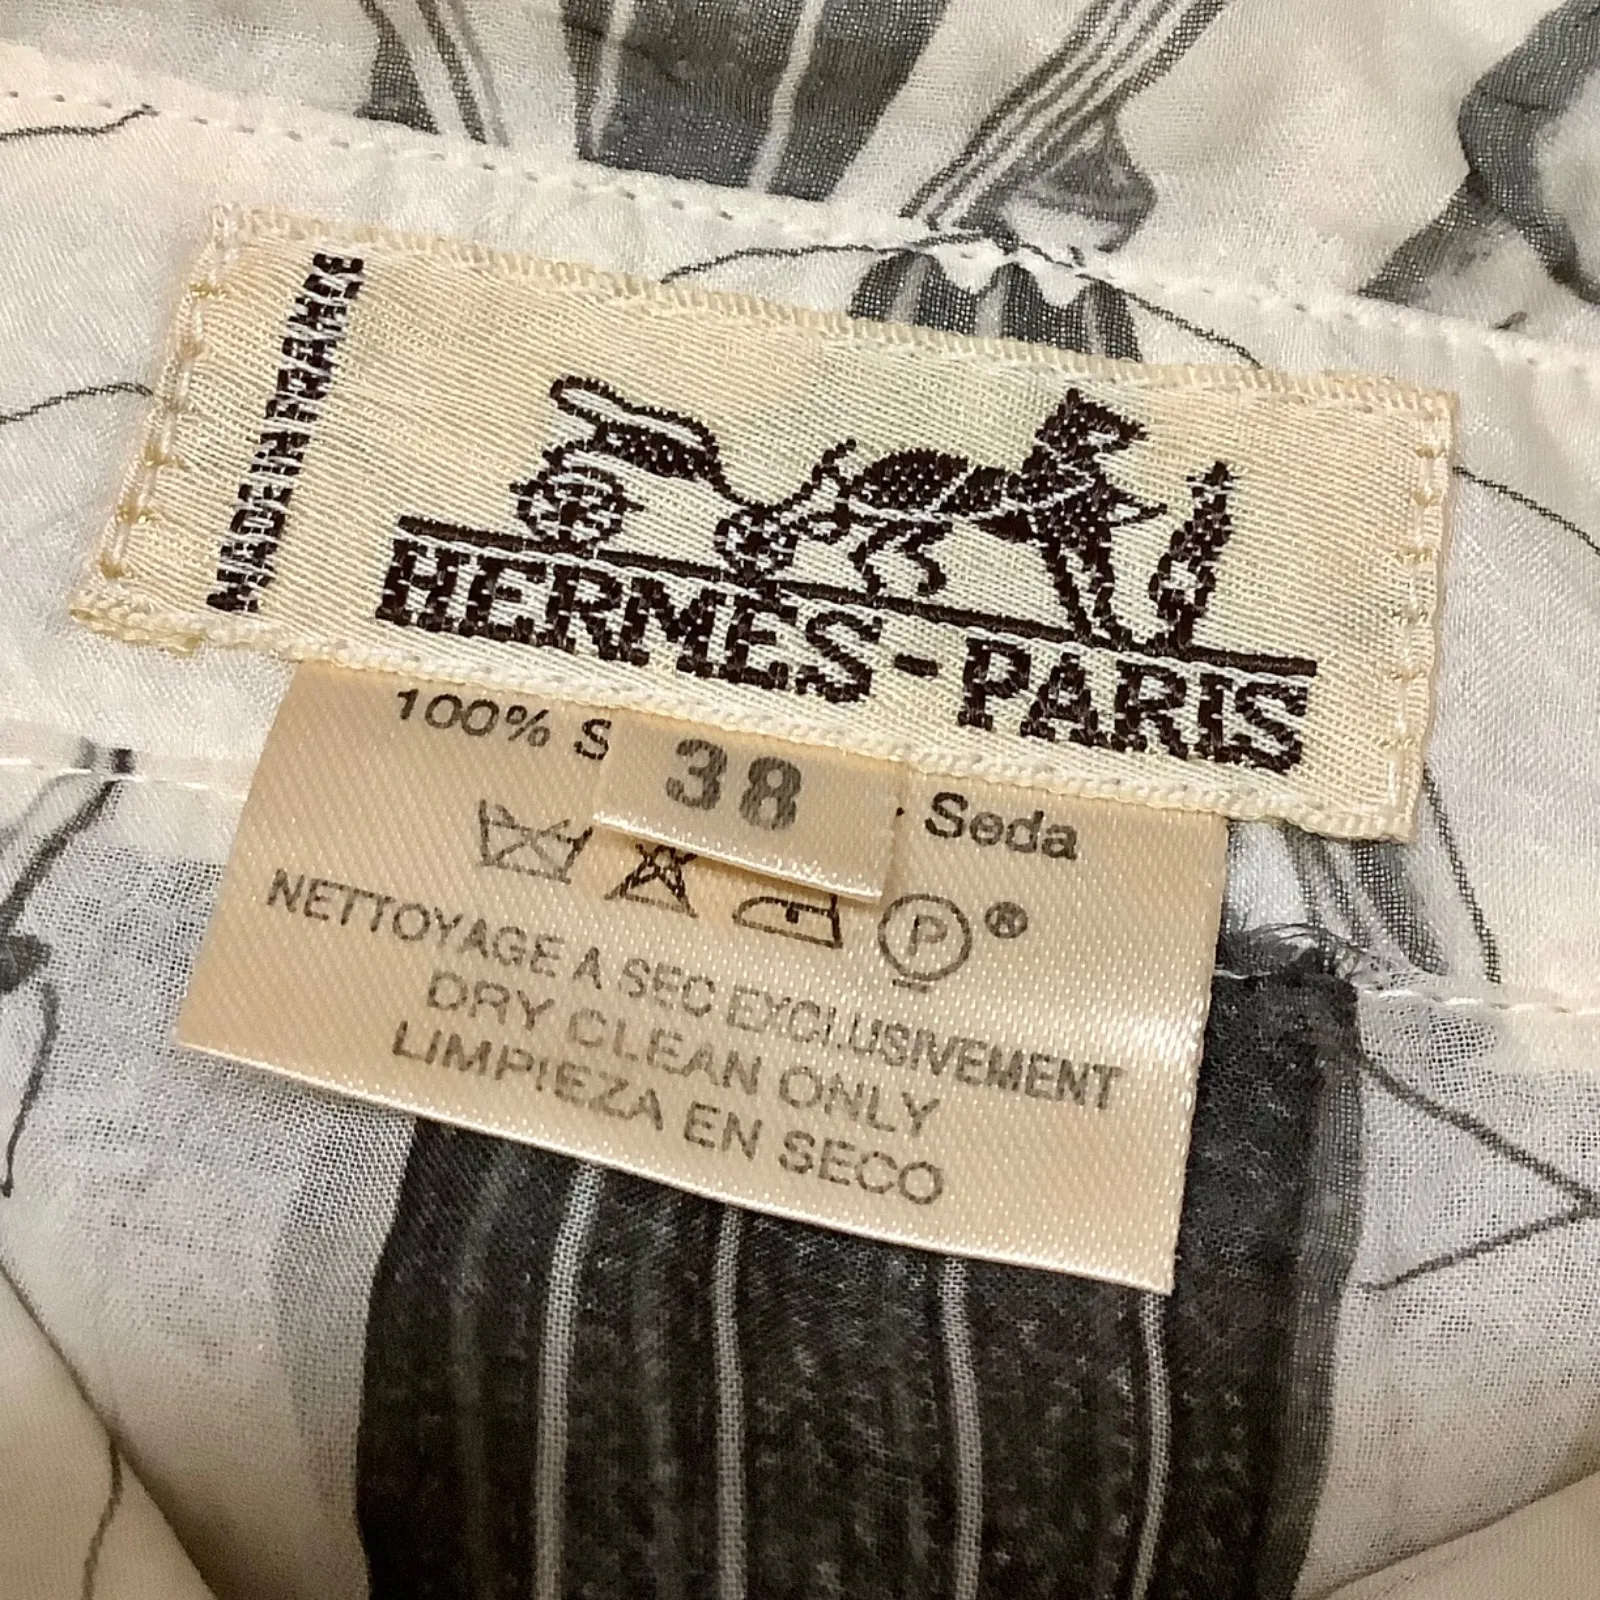 MADE IN FRANCE
HERMES-PARIS
100% S
38
Seda
P ®
NETTOYAGE A SEC EXCLUSIVEMENT
DRY CLEAN ONLY
LIMPIEZA EN SECO